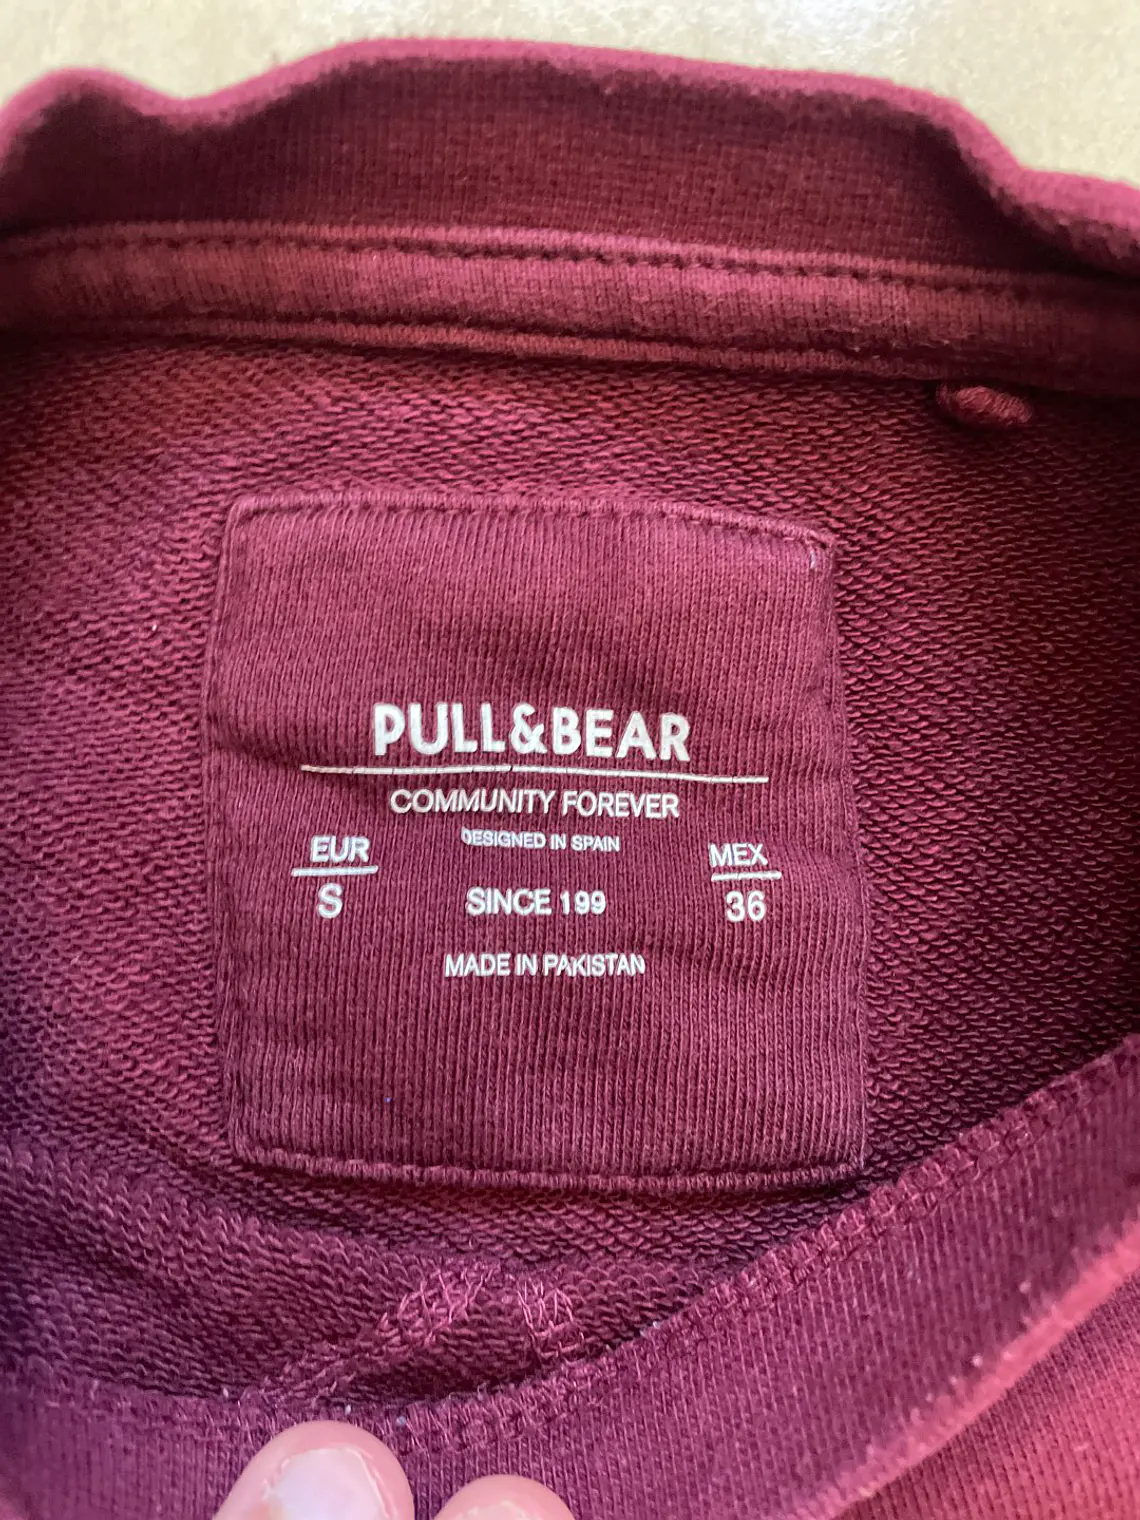 PULL&BEAR
COMMUNITY FOREVER
DESIGNED IN SPAIN
EUR
S
MEX
36
SINCE 199
MADE IN PAKISTAN